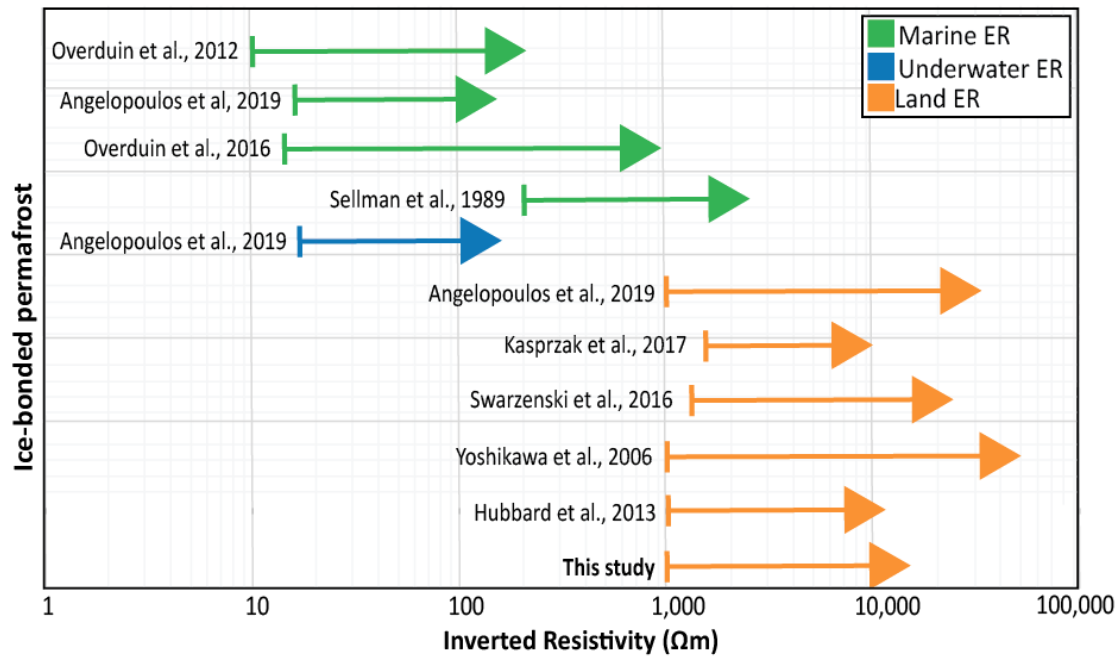 Marine ER
Underwater ER
Land ER
Overduin et al., 2012
Angelopoulos et al, 2019
Overduin et al., 2016
Sellman et al., 1989
Angelopoulos et al., 2019
Angelopoulos et al., 2019
Kasprzak et al., 2017
Swarzenski et al., 2016
Yoshikawa et al., 2006
Hubbard et al., 2013
This study
Ice-bonded permafrost
1 10 100 1,000 10,000 100,000
Inverted Resistivity (Ωm)